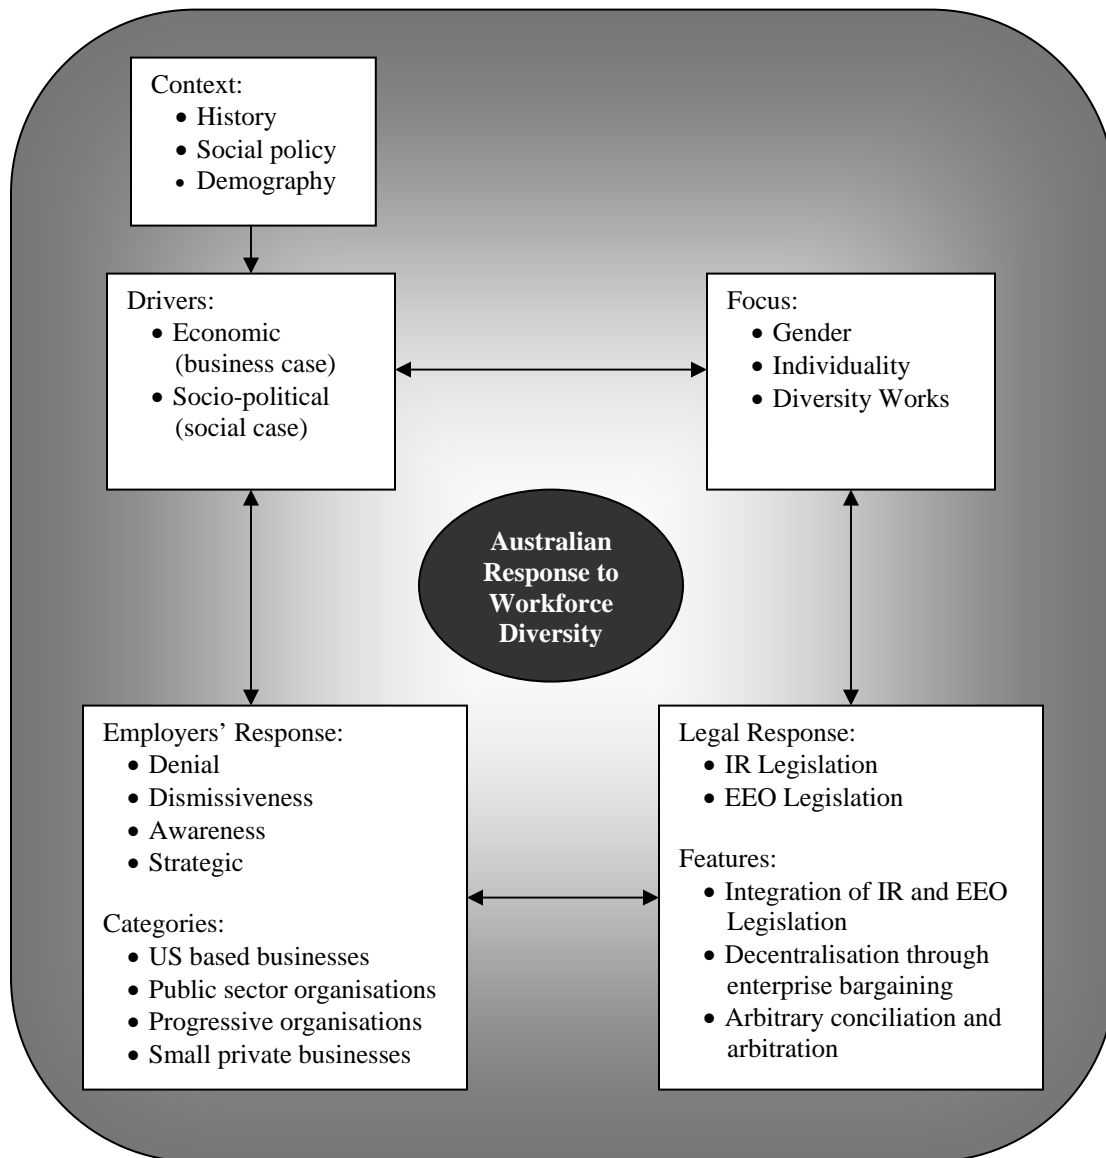 Context:
• History
• Social policy
• Demography
Drivers:
• Economic
(business case)
• Socio-political
(social case)
Focus:
• Gender
• Individuality
• Diversity Works
Australian
Response to
Workforce
Diversity
Employers’ Response:
• Denial
• Dismissiveness
• Awareness
• Strategic
Categories:
• US based businesses
• Public sector organisations
• Progressive organisations
• Small private businesses
Legal Response:
• IR Legislation
• EEO Legislation
Features:
• Integration of IR and EEO
Legislation
• Decentralisation through
enterprise bargaining
• Arbitrary conciliation and
arbitration